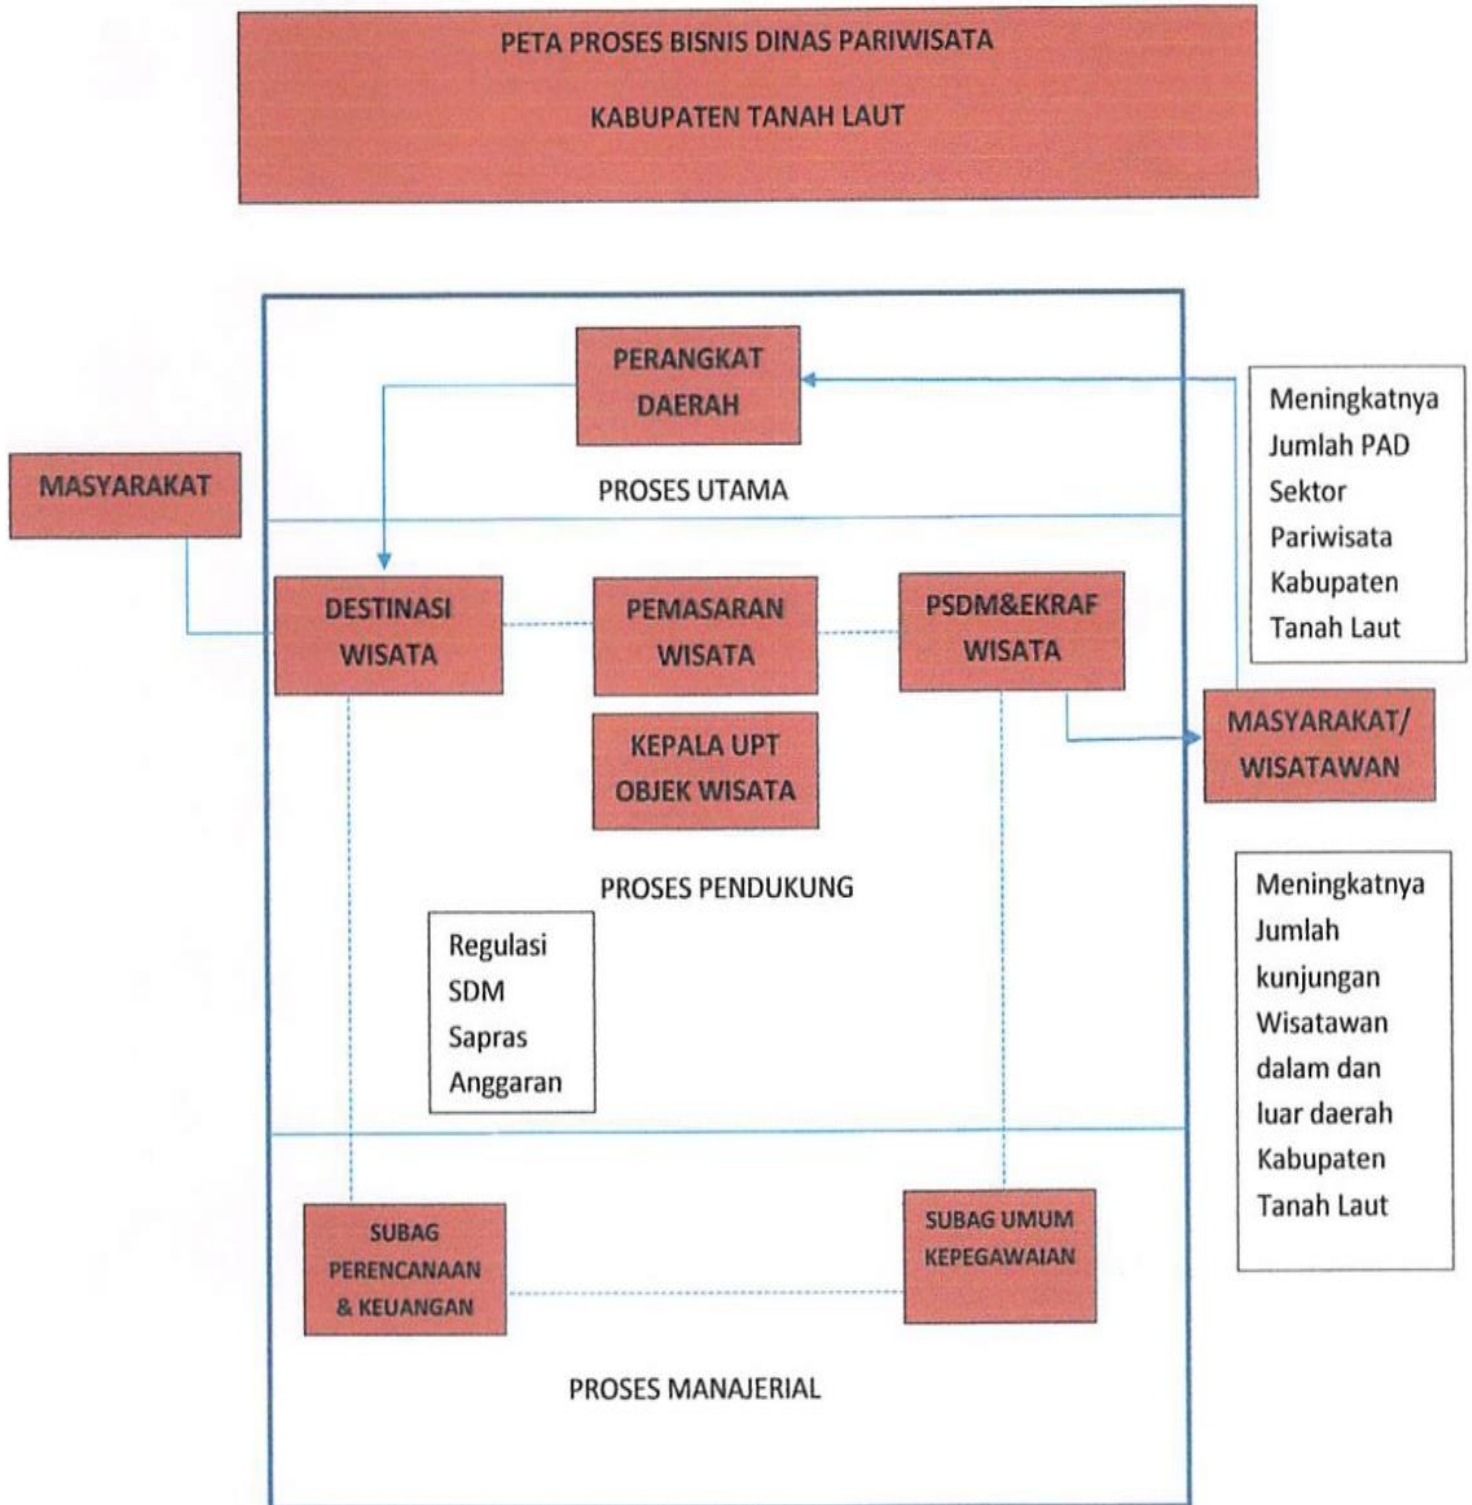 PETA PROSES BISNIS DINAS PARIWISATA
KABUPATEN TANAH LAUT
PERANGKAT
DAERAH
PROSES UTAMA
MASYARAKAT
Meningkatnya
Jumlah PAD
Sektor
Pariwisata
Kabupaten
Tanah Laut
DESTINASI
WISATA
PEMASARAN
WISATA
PSDM&EKRAF
WISATA
KEPALA UPT
OBJEK WISATA
MASYARAKAT/
WISATAWAN
PROSES PENDUKUNG
Regulasi
SDM
Sapras
Anggaran
Meningkatnya
Jumlah
kunjungan
Wisatawan
dalam dan
luar daerah
Kabupaten
Tanah Laut
SUBAG
PERENCANAAN
& KEUANGAN
SUBAG UMUM
KEPEGAWAIAN
PROSES MANAJERIAL